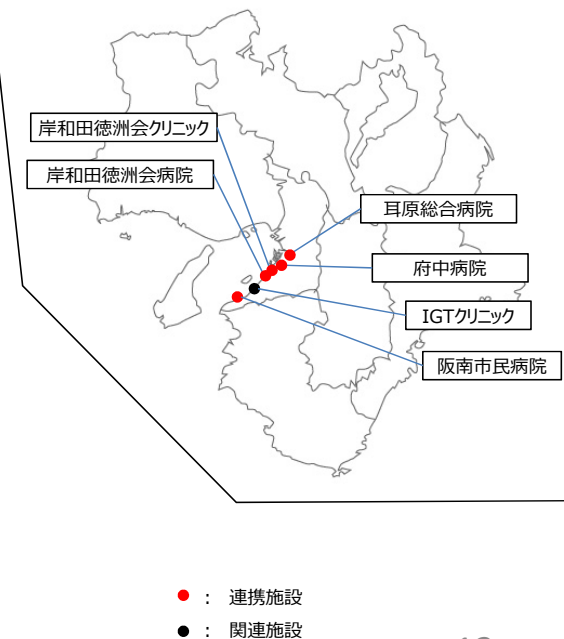 岸和田徳洲会クリニック
岸和田徳洲会病院
耳原総合病院
府中病院
IGTクリニック
阪南市民病院
● ： 連携施設
● ： 関連施設